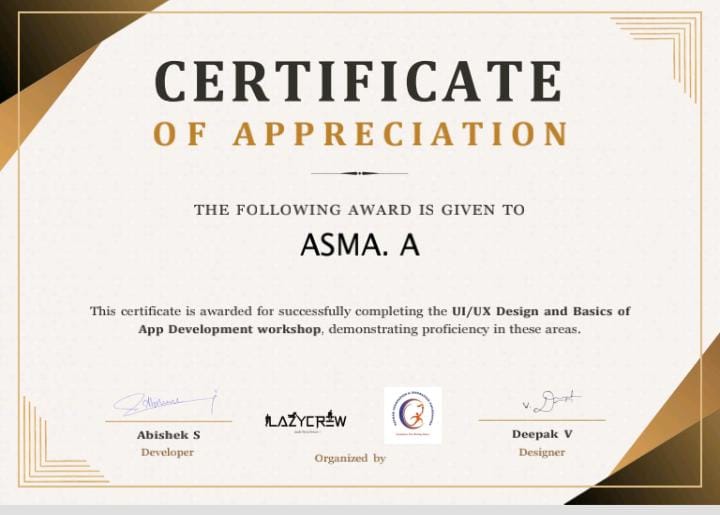 CERTIFICATE
OF APPRECIATION
THE FOLLOWING AWARD IS GIVEN TO
ASMA. A
This certificate is awarded for successfully completing the UI/UX Design and Basics of
App Development workshop, demonstrating proficiency in these areas.
LAZYCREW
V. Deepak
Abishek S
Developer
Organized by
Deepak V
Designer